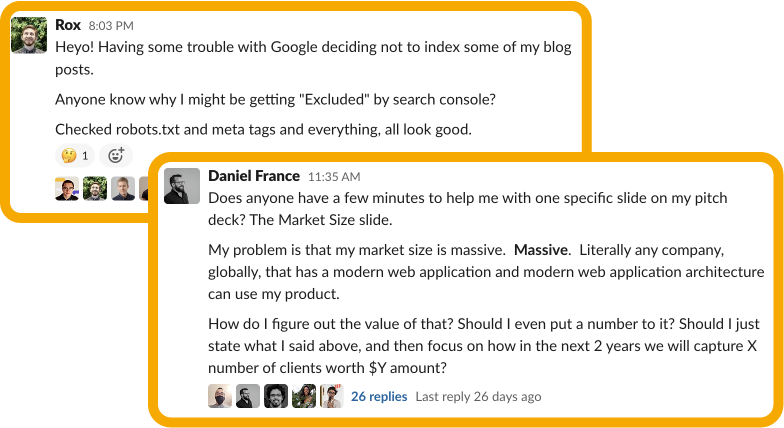 Rox 8:03 PM
Heyo! Having some trouble with Google deciding not to index some of my blog
posts.
Anyone know why I might be getting "Excluded" by search console?
Checked robots.txt and meta tags and everything, all look good.
🤔 1
Daniel France 11:35 AM
Does anyone have a few minutes to help me with one specific slide on my pitch
deck? The Market Size slide.
My problem is that my market size is massive.  Massive.  Literally any company,
globally, that has a modern web application and modern web application architecture
can use my product.
How do I figure out the value of that? Should I even put a number to it? Should I just
state what I said above, and then focus on how in the next 2 years we will capture X
number of clients worth $Y amount?
26 replies Last reply 26 days ago